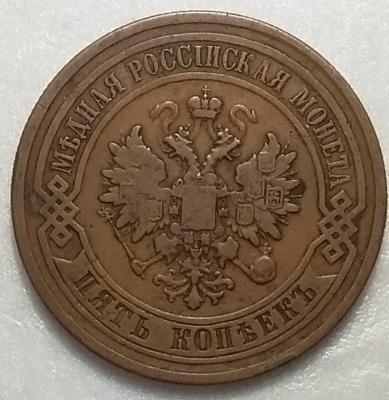 МѢДНАЯ РОССІЙСКАЯ МОНЕТА
ПЯТЬ КОПѢЕКЪ